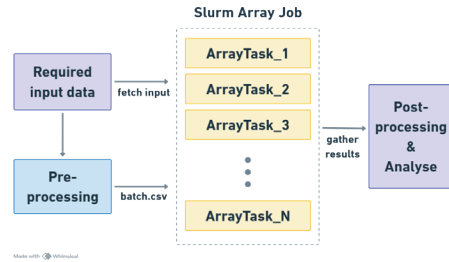 Slurm Array Job
Required
input data
fetch input
ArrayTask_1
ArrayTask_2
ArrayTask_3
ArrayTask_N
Pre-
processing
batch.csv
gather
results
Post-
processing
&
Analyse
Made with Whimsical